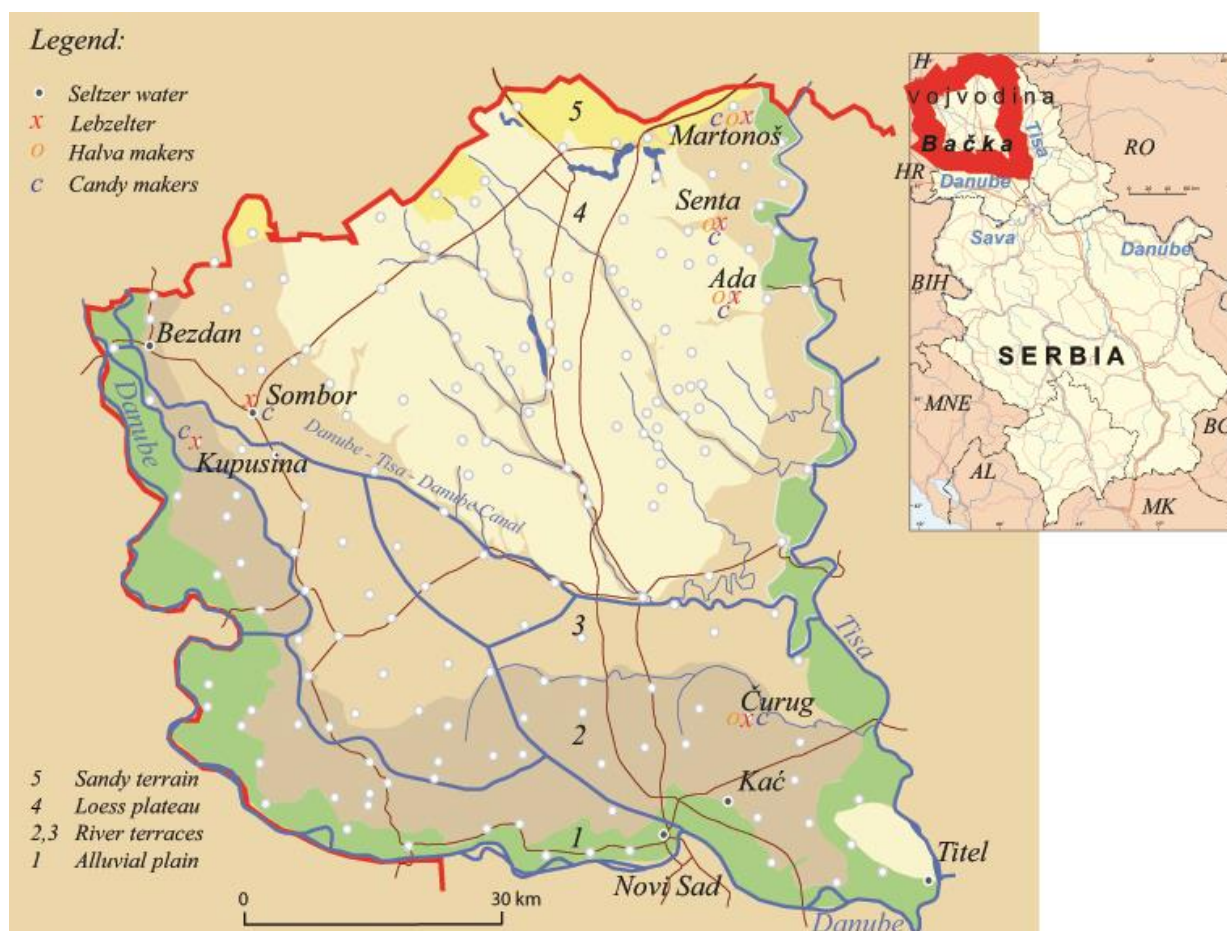 Legend:
Seltzer water
x Lebzelter
o Halva makers
c Candy makers
5
Martonoš
c o x
4
Senta
o x
c
Ada
o x
c
Bezdan
Sombor
x
c
Danube
c x
Kupusina
Danube - Tisa - Danube Canal
3
Tisa
Čurug
o x c
2
Kać
5 Sandy terrain
4 Loess plateau
2,3 River terraces
1 Alluvial plain
1
Titel
Novi Sad
0 30 km
Danube
H
Vojvodina
Tisa
Bačka
RO
HR
Danube
Sava
Danube
BIH
SERBIA
MNE
BG
AL
MK